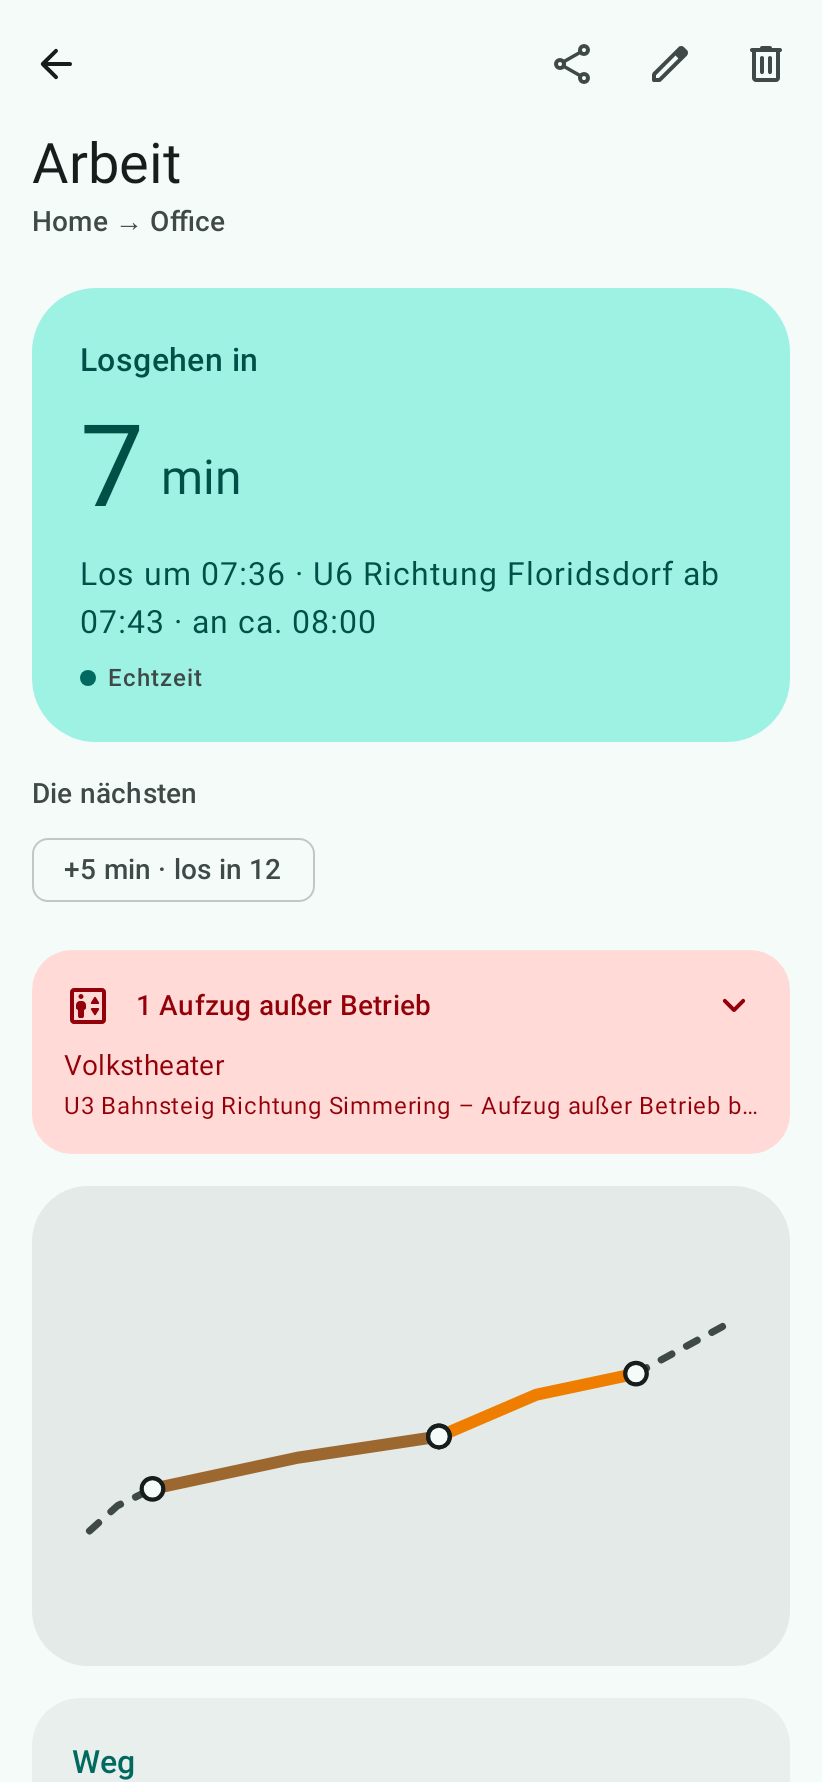 Arbeit
Home → Office
Losgehen in
7 min
Los um 07:36 · U6 Richtung Floridsdorf ab
07:43 · an ca. 08:00
Echtzeit
Die nächsten
+5 min · los in 12
1 Aufzug außer Betrieb
Volkstheater
U3 Bahnsteig Richtung Simmering – Aufzug außer Betrieb b…
Weg